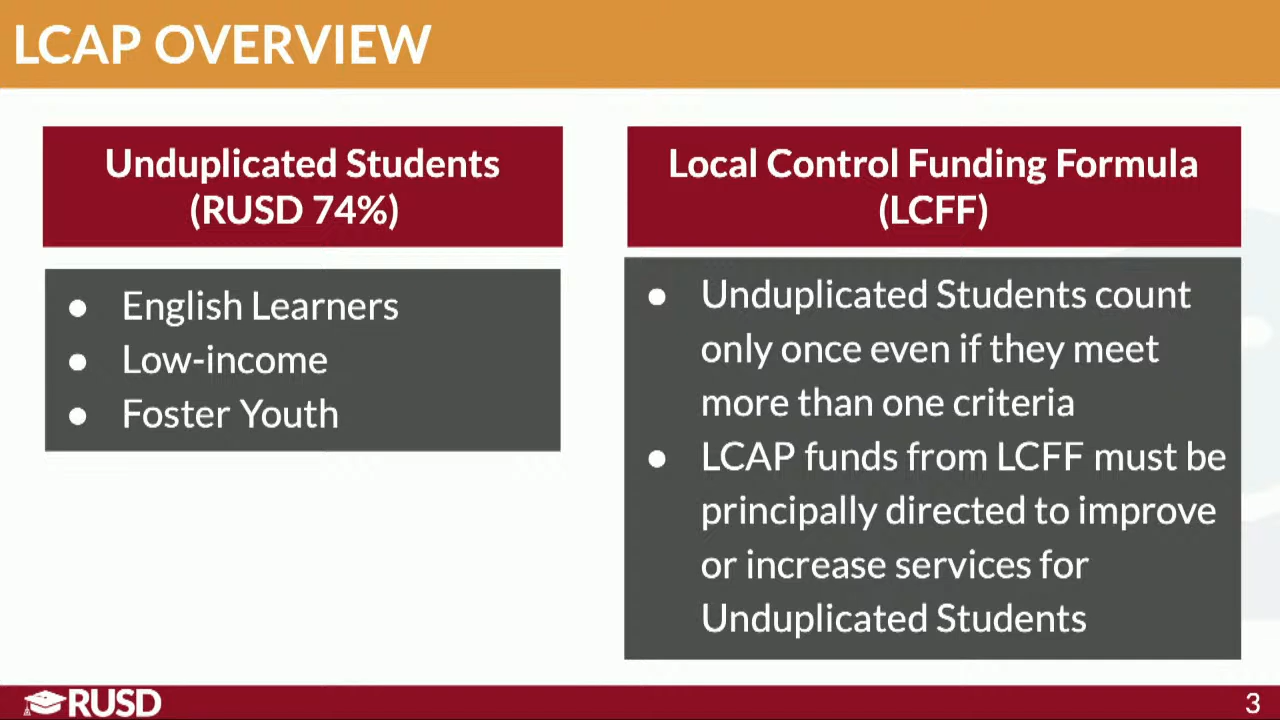 LCAP OVERVIEW
Unduplicated Students
(RUSD 74%)
● English Learners
● Low-income
● Foster Youth
Local Control Funding Formula
(LCFF)
● Unduplicated Students count
only once even if they meet
more than one criteria
● LCAP funds from LCFF must be
principally directed to improve
or increase services for
Unduplicated Students
RUSD
3